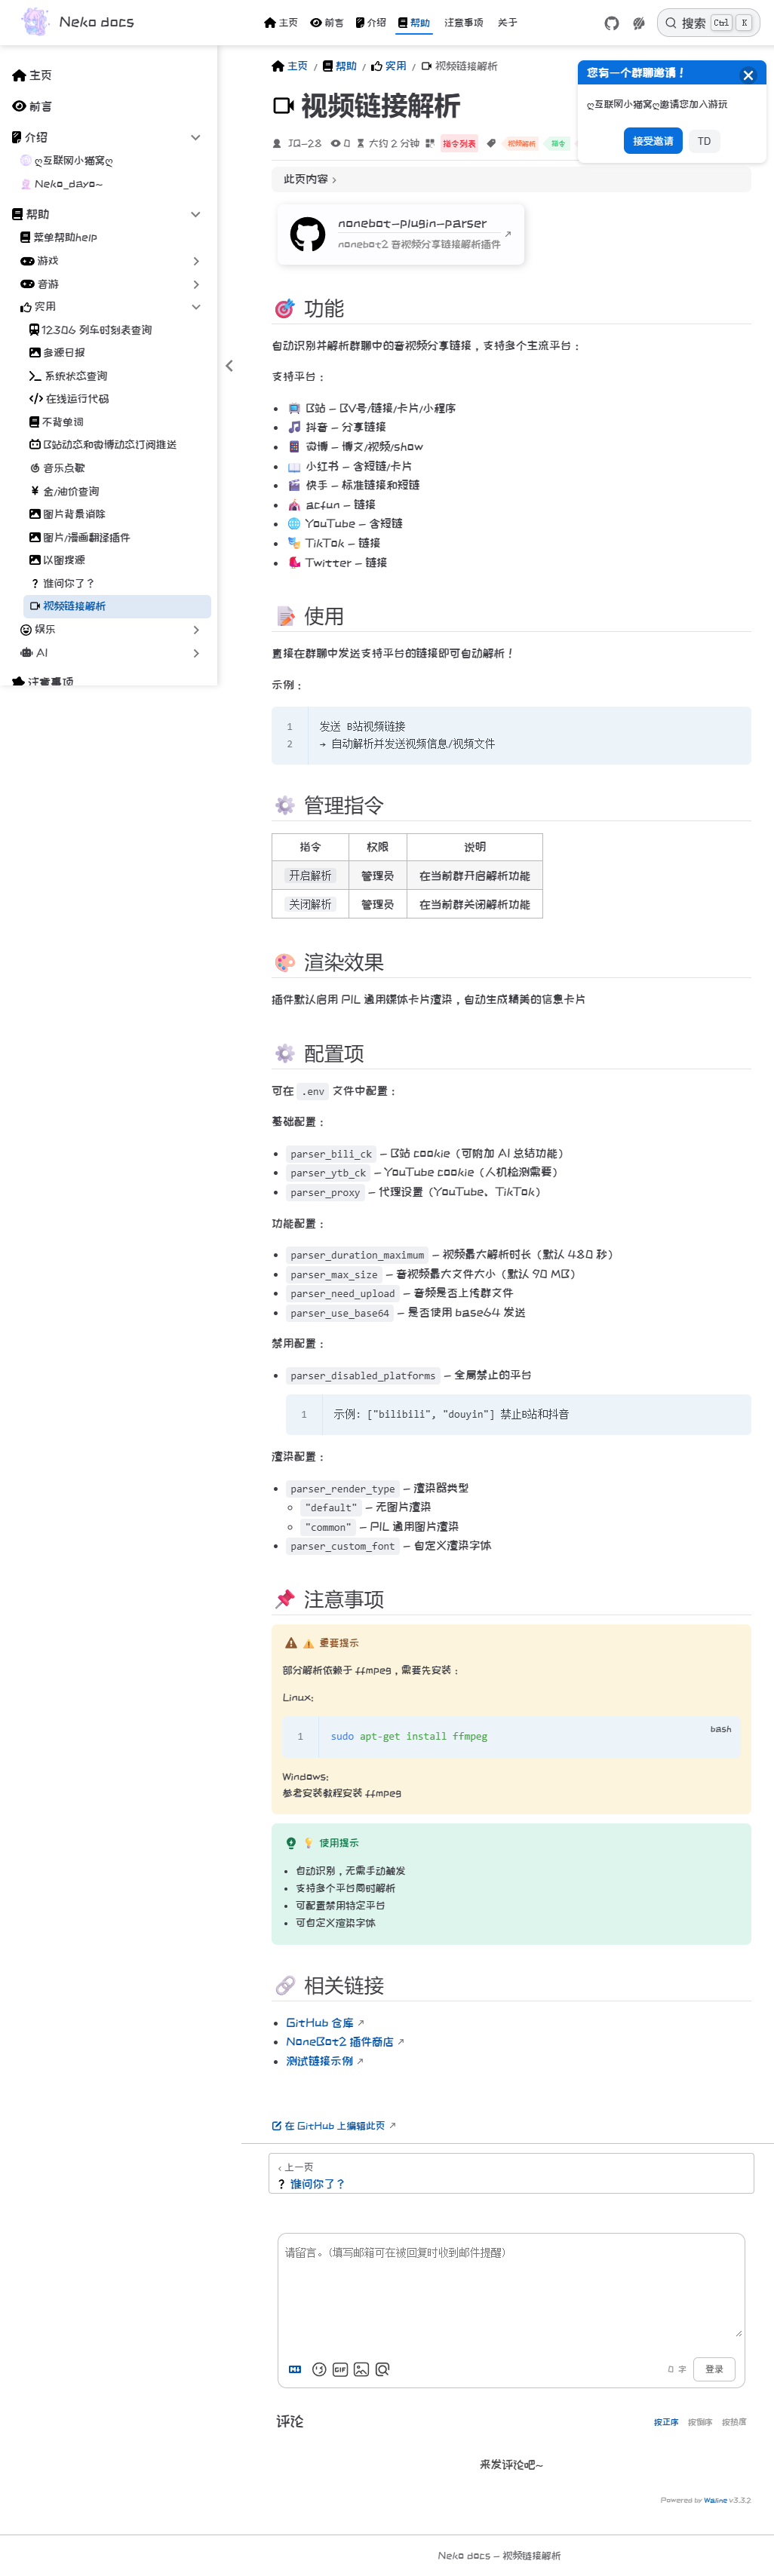 Neko docs
主页
前言
介绍
帮助
注意事项
关于
搜索 Ctrl K
主页
前言
介绍
ღ互联网小猫窝ღ
Neko_dayo~
帮助
菜单帮助help
游戏
音游
实用
12306 列车时刻表查询
多源日报
系统状态查询
在线运行代码
不背单词
B站动态和微博动态订阅推送
音乐点歌
金/油价查询
图片背景消除
图片/漫画翻译插件
以图搜源
谁问你了？
视频链接解析
娱乐
AI
注意事项
主页 / 帮助 / 实用 / 视频链接解析
您有一个群聊邀请！
ღ互联网小猫窝ღ邀请您加入游玩
接受邀请
TD
视频链接解析
JQ-28 0 大约 2 分钟 指令列表 视频解析 指令
此页内容
nonebot-plugin-parser
nonebot2 音视频分享链接解析插件
🎯 功能
自动识别并解析群聊中的音视频分享链接，支持多个主流平台：
支持平台：
📺 B站 - BV号/链接/卡片/小程序
🎵 抖音 - 分享链接
微博 - 博文/视频/show
📖 小红书 - 含短链/卡片
🎬 快手 - 标准链接和短链
🎪 acfun - 链接
🌐 YouTube - 含短链
🎭 TikTok - 链接
Twitter - 链接
📝 使用
直接在群聊中发送支持平台的链接即可自动解析！
示例：
1 发送 B站视频链接
2 → 自动解析并发送视频信息/视频文件
⚙️ 管理指令
指令 权限 说明
开启解析 管理员 在当前群开启解析功能
关闭解析 管理员 在当前群关闭解析功能
🎨 渲染效果
插件默认启用 PIL 通用媒体卡片渲染，自动生成精美的信息卡片
⚙️ 配置项
可在 .env 文件中配置：
基础配置：
parser_bili_ck - B站 cookie（可附加 AI 总结功能）
parser_ytb_ck - YouTube cookie（人机检测需要）
parser_proxy - 代理设置（YouTube、TikTok）
功能配置：
parser_duration_maximum - 视频最大解析时长（默认 480 秒）
parser_max_size - 音视频最大文件大小（默认 90 MB）
parser_need_upload - 音频是否上传群文件
parser_use_base64 - 是否使用 base64 发送
禁用配置：
parser_disabled_platforms - 全局禁止的平台
1 示例: ["bilibili", "douyin"] 禁止B站和抖音
渲染配置：
parser_render_type - 渲染器类型
"default" - 无图片渲染
"common" - PIL 通用图片渲染
parser_custom_font - 自定义渲染字体
📌 注意事项
⚠️ 重要提示
部分解析依赖于 ffmpeg，需要先安装：
Linux:
bash
1 sudo apt-get install ffmpeg
Windows:
参考安装教程安装 ffmpeg
💡 使用提示
自动识别，无需手动触发
支持多个平台同时解析
可配置禁用特定平台
可自定义渲染字体
🔗 相关链接
GitHub 仓库
NoneBot2 插件商店
测试链接示例
在 GitHub 上编辑此页
‹ 上一页
谁问你了？
请留言。(填写邮箱可在被回复时收到邮件提醒)
GIF
0 字
登录
评论
按正序 按倒序 按热度
来发评论吧~
Powered by Waline v3.3.2
Neko docs - 视频链接解析